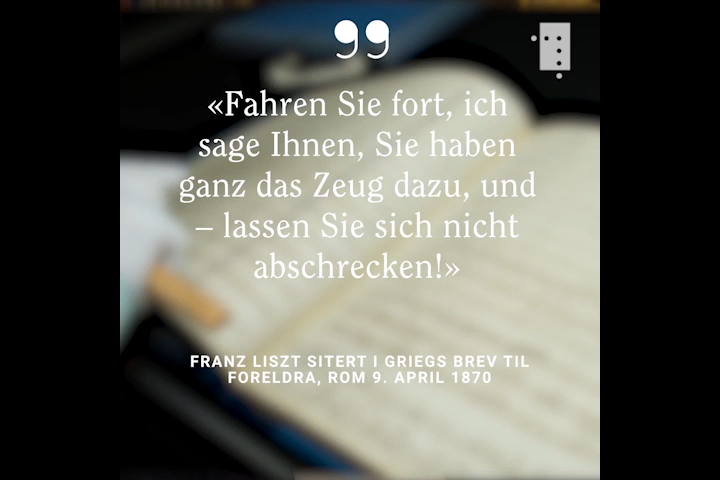 «Fahren Sie fort, ich
sage Ihnen, Sie haben
ganz das Zeug dazu, und
– lassen Sie sich nicht
abschrecken!»
FRANZ LISZT SITERT I GRIEGS BREV TIL
FORELDRA, ROM 9. APRIL 1870